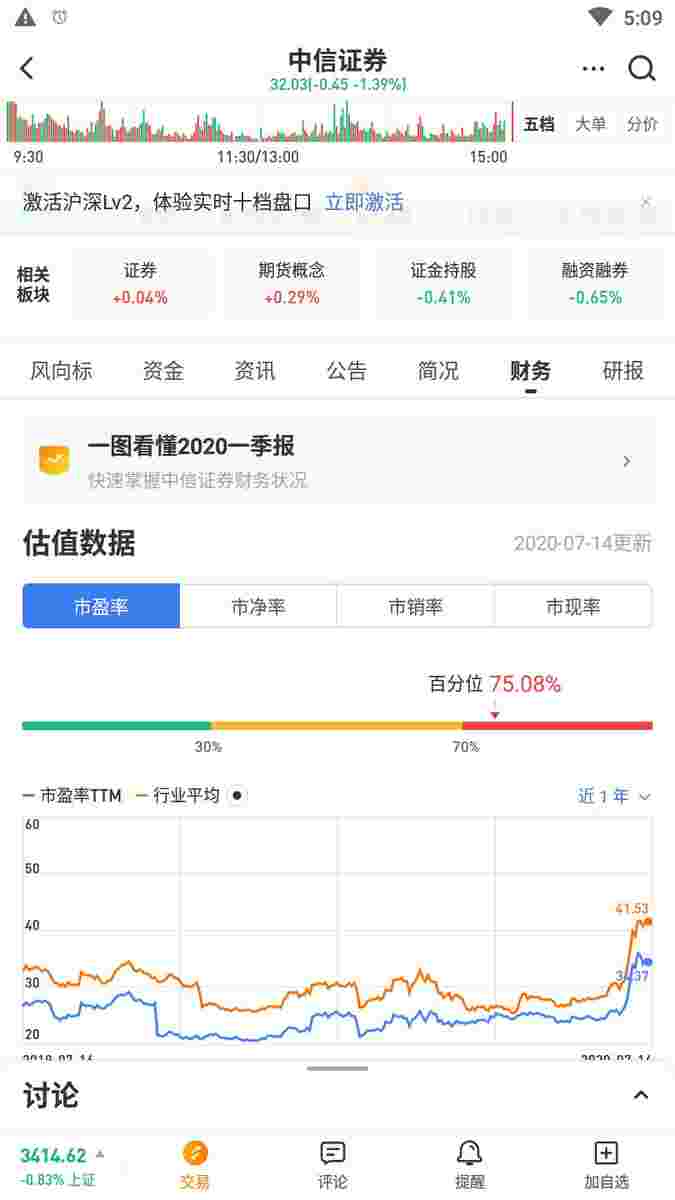 5:09
中信证券
32.03(-0.45 -1.39%)
五档 大单 分价
9:30 11:30/13:00 15:00
激活沪深Lv2，体验实时十档盘口 立即激活 ×
相关板块
证券 +0.04%
期货概念 +0.29%
证金持股 -0.41%
融资融券 -0.65%
风向标 资金 资讯 公告 简况 财务 研报
一图看懂2020一季报
快速掌握中信证券财务状况
估值数据 2020-07-14更新
市盈率 市净率 市销率 市现率
百分位 75.08%
30% 70%
市盈率TTM 行业平均 近1年
60
50
40
41.53
30
34.37
20
2019-07-16 2020-07-14
讨论
3414.62
-0.83% 上证
交易 评论 提醒 加自选